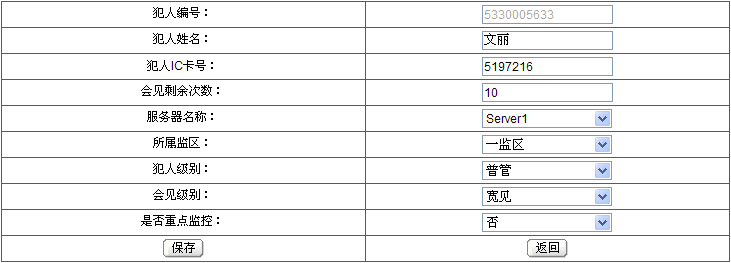 犯人编号： 5330005633
犯人姓名： 文丽
犯人IC卡号： 5197216
会见剩余次数： 10
服务器名称： Server1
所属监区： 一监区
犯人级别： 普管
会见级别： 宽见
是否重点监控： 否
保存 返回